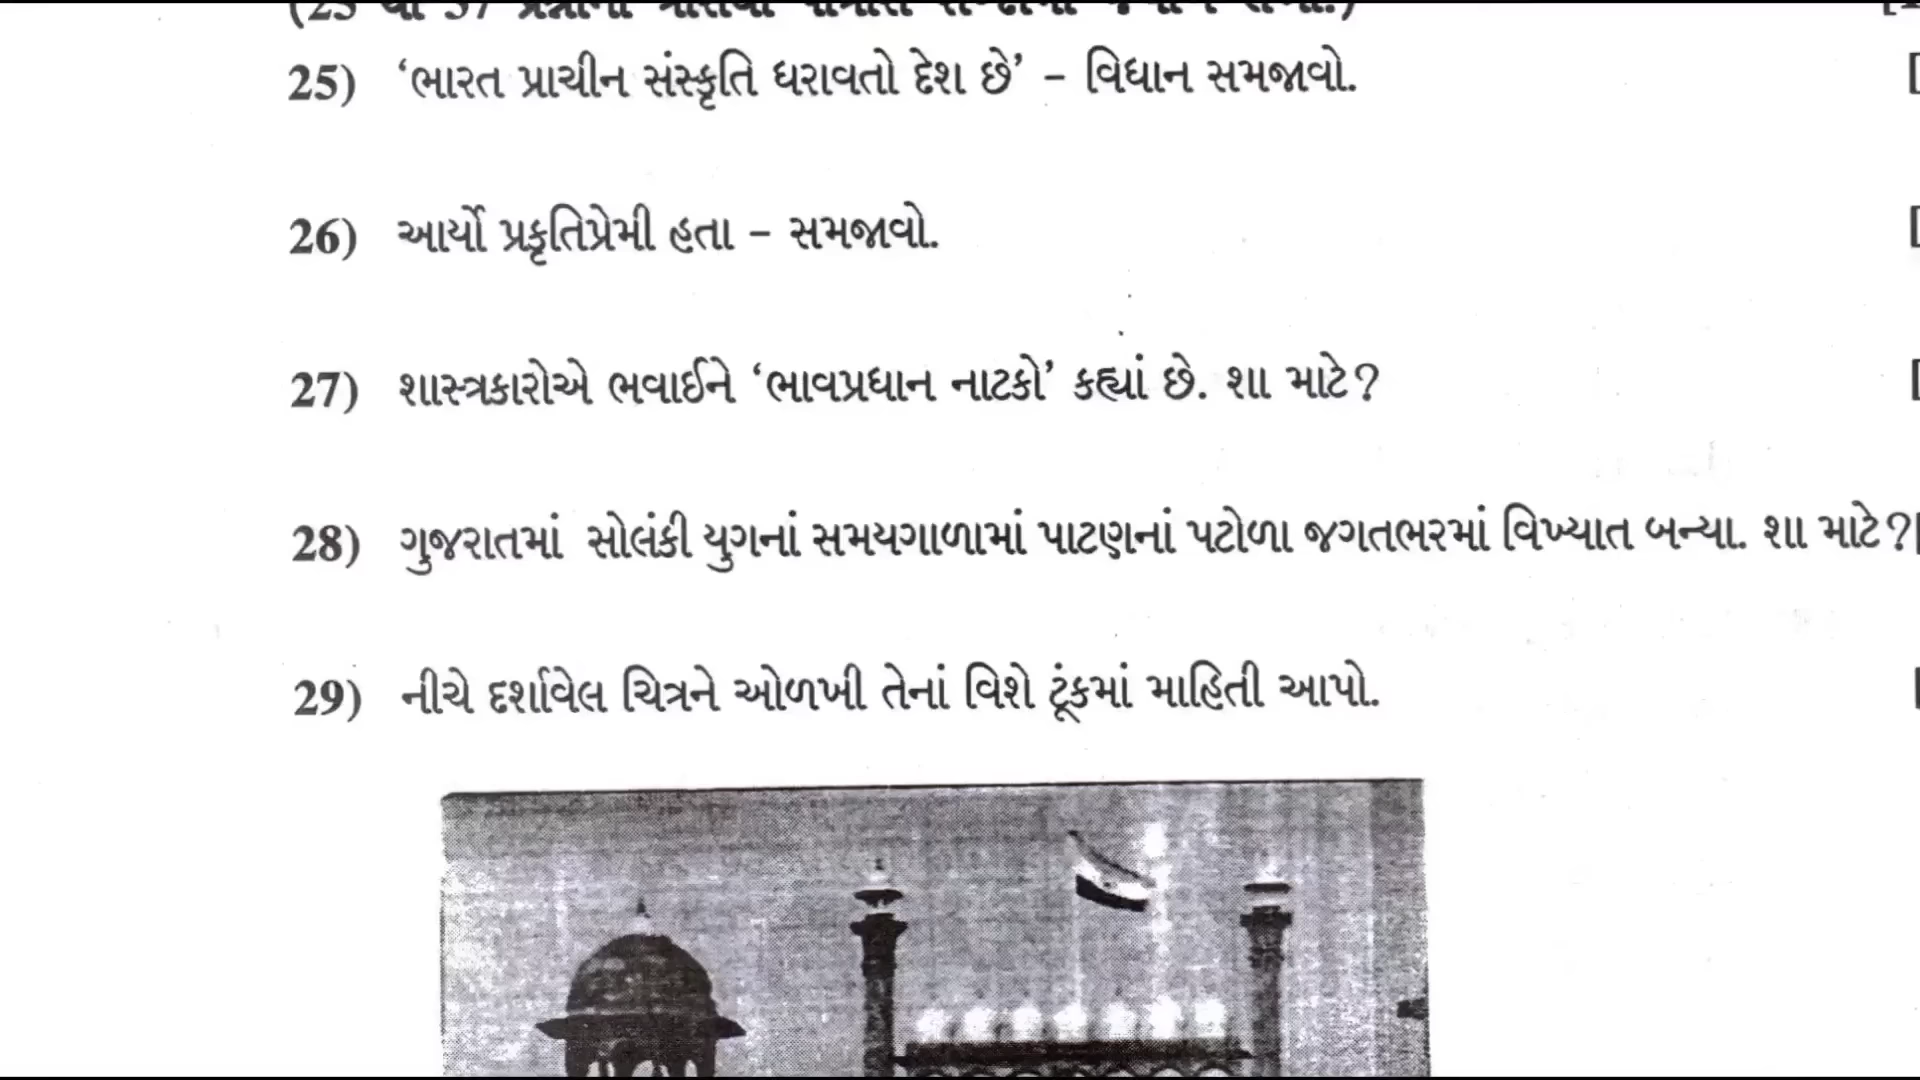 25) ‘ભારત પ્રાચીન સંસ્કૃતિ ધરાવતો દેશ છે’ – વિધાન સમજાવો.
26) આર્યો પ્રકૃતિપ્રેમી હતા – સમજાવો.
27) શાસ્ત્રકારોએ ભવાઈને ‘ભાવપ્રધાન નાટકો’ કહ્યાં છે. શા માટે?
28) ગુજરાતમાં સોલંકી યુગનાં સમયગાળામાં પાટણનાં પટોળા જગતભરમાં વિખ્યાત બન્યા. શા માટે?
29) નીચે દર્શાવેલ ચિત્રને ઓળખી તેનાં વિશે ટૂંકમાં માહિતી આપો.